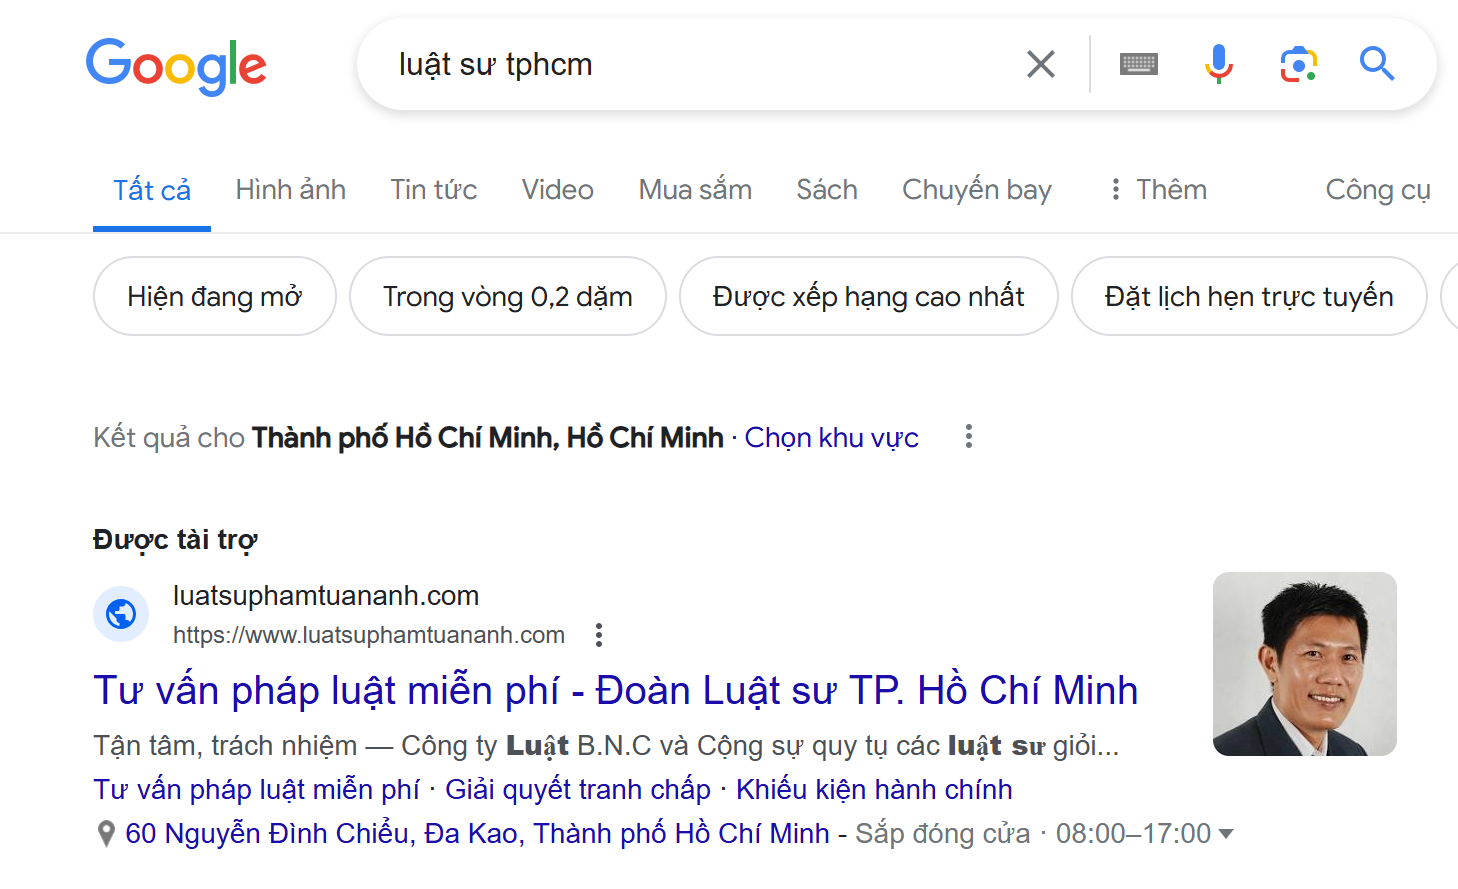 Google
luật sư tphcm
Tất cả Hình ảnh Tin tức Video Mua sắm Sách Chuyến bay Thêm Công cụ
Hiện đang mở Trong vòng 0,2 dặm Được xếp hạng cao nhất Đặt lịch hẹn trực tuyến
Kết quả cho Thành phố Hồ Chí Minh, Hồ Chí Minh · Chọn khu vực
Được tài trợ
luatsuphamtuananh.com
https://www.luatsuphamtuananh.com
Tư vấn pháp luật miễn phí - Đoàn Luật sư TP. Hồ Chí Minh
Tận tâm, trách nhiệm — Công ty Luật B.N.C và Cộng sự quy tụ các luật sư giỏi...
Tư vấn pháp luật miễn phí · Giải quyết tranh chấp · Khiếu kiện hành chính
60 Nguyễn Đình Chiểu, Đa Kao, Thành phố Hồ Chí Minh - Sắp đóng cửa · 08:00–17:00